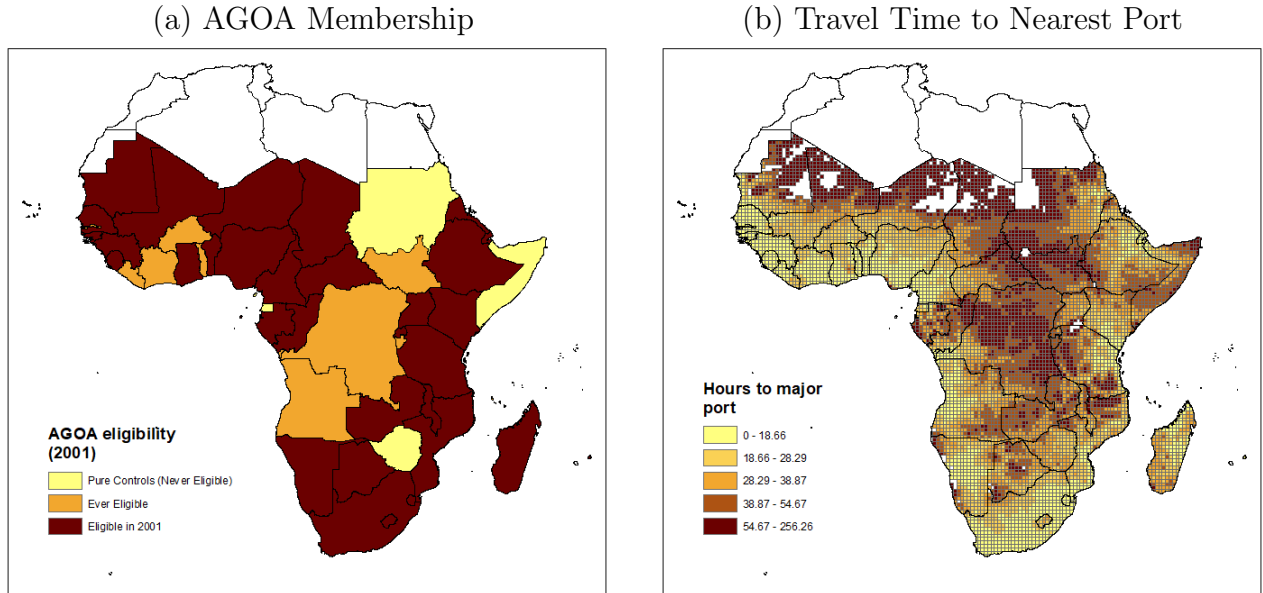 (a) AGOA Membership
AGOA eligibility
(2001)
Pure Controls (Never Eligible)
Ever Eligible
Eligible in 2001
(b) Travel Time to Nearest Port
Hours to major
port
0 - 18.66
18.66 - 28.29
28.29 - 38.87
38.87 - 54.67
54.67 - 256.26